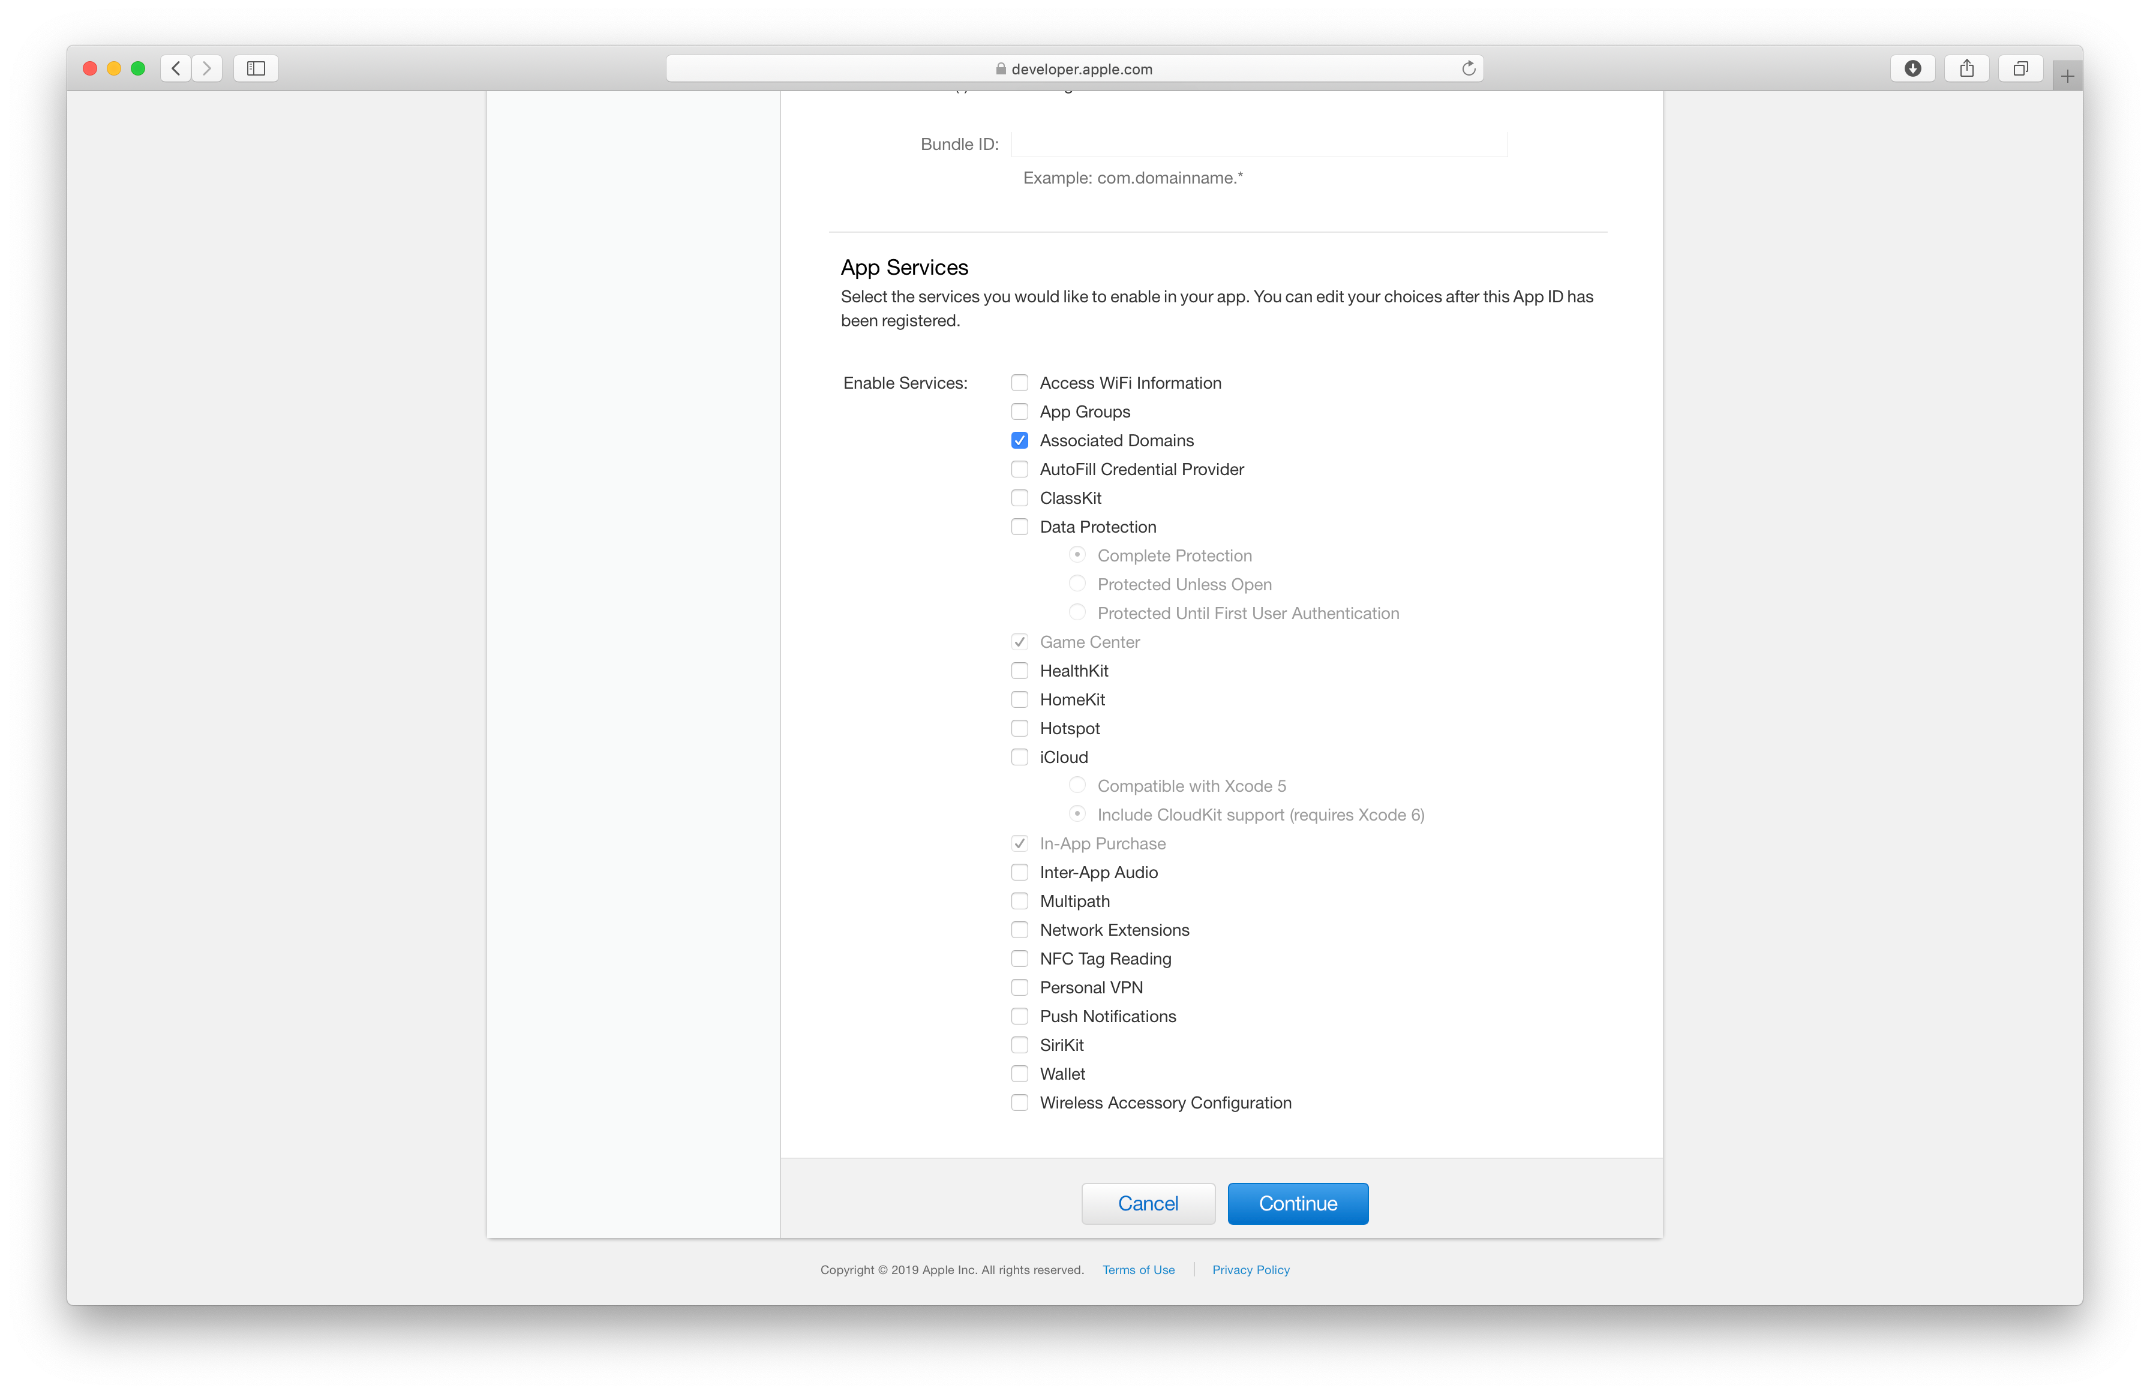 developer.apple.com
Bundle ID:
Example: com.domainname.*
App Services
Select the services you would like to enable in your app. You can edit your choices after this App ID has
been registered.
Enable Services:
Access WiFi Information
App Groups
Associated Domains
AutoFill Credential Provider
ClassKit
Data Protection
Complete Protection
Protected Unless Open
Protected Until First User Authentication
Game Center
HealthKit
HomeKit
Hotspot
iCloud
Compatible with Xcode 5
Include CloudKit support (requires Xcode 6)
In-App Purchase
Inter-App Audio
Multipath
Network Extensions
NFC Tag Reading
Personal VPN
Push Notifications
SiriKit
Wallet
Wireless Accessory Configuration
Cancel Continue
Copyright © 2019 Apple Inc. All rights reserved. Terms of Use Privacy Policy